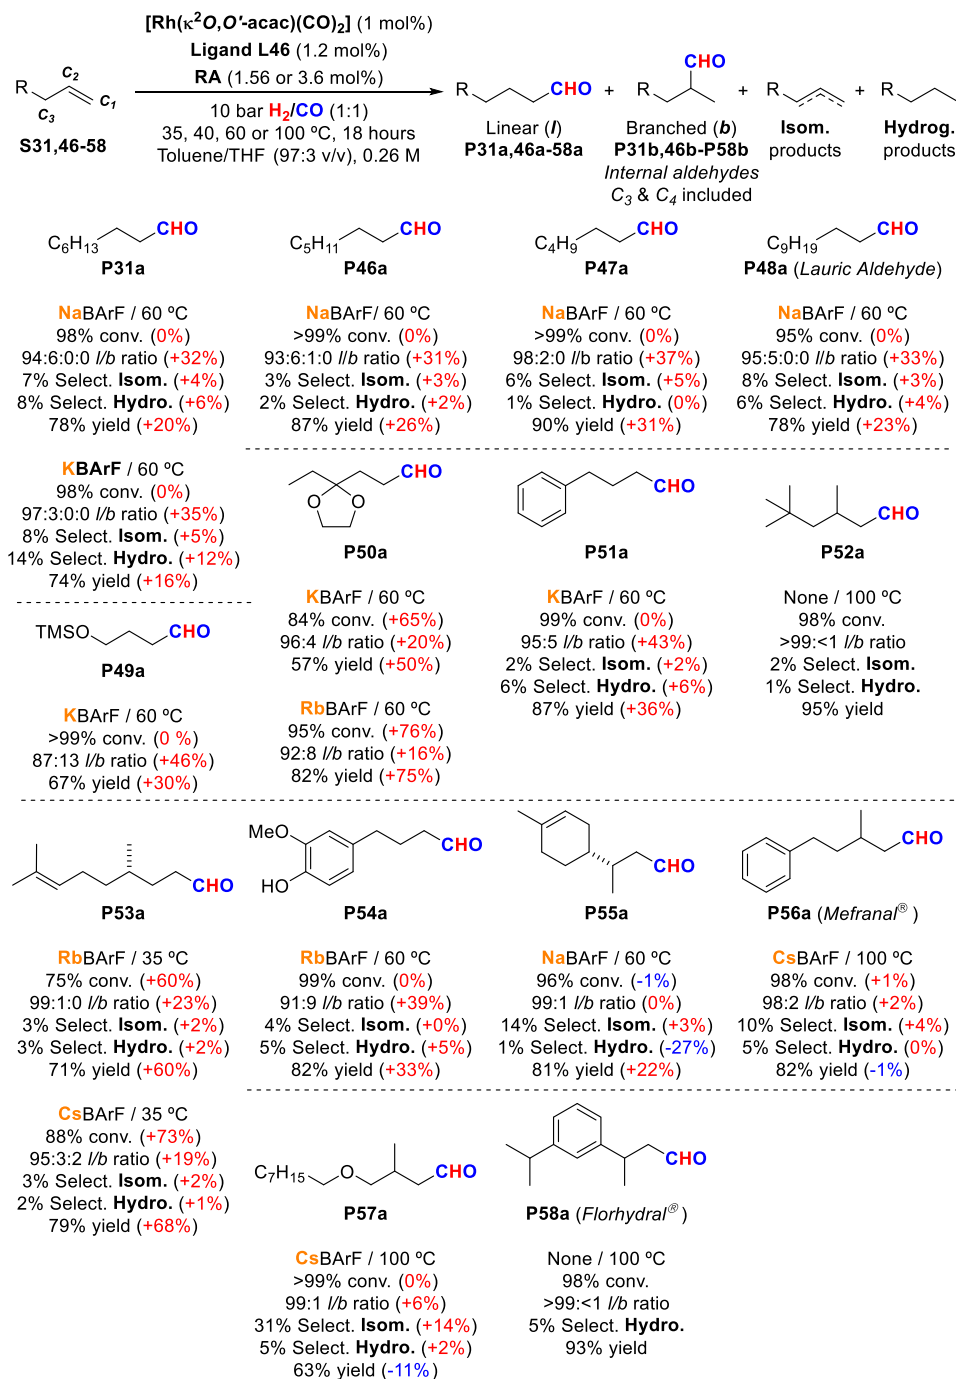 [Rh(κ²O,O'-acac)(CO)₂] (1 mol%)
Ligand L46 (1.2 mol%)
RA (1.56 or 3.6 mol%)
10 bar H₂/CO (1:1)
35, 40, 60 or 100 ºC, 18 hours
Toluene/THF (97:3 v/v), 0.26 M
R
C₂
C₁
C₃
S31,46-58
R
CHO
Linear (l)
P31a,46a-58a
+
R
CHO
Branched (b)
P31b,46b-P58b
Internal aldehydes
C₃ & C₄ included
+
R
Isom.
products
+
R
Hydrog.
products
C₆H₁₃
CHO
P31a
NaBArF / 60 ºC
98% conv. (0%)
94:6:0:0 l/b ratio (+32%)
7% Select. Isom. (+4%)
8% Select. Hydro. (+6%)
78% yield (+20%)
KBArF / 60 ºC
98% conv. (0%)
97:3:0:0 l/b ratio (+35%)
8% Select. Isom. (+5%)
14% Select. Hydro. (+12%)
74% yield (+16%)
C₅H₁₁
CHO
P46a
NaBArF/ 60 ºC
>99% conv. (0%)
93:6:1:0 l/b ratio (+31%)
3% Select. Isom. (+3%)
2% Select. Hydro. (+2%)
87% yield (+26%)
C₄H₉
CHO
P47a
NaBArF / 60 ºC
>99% conv. (0%)
98:2:0 l/b ratio (+37%)
6% Select. Isom. (+5%)
1% Select. Hydro. (0%)
90% yield (+31%)
C₉H₁₉
CHO
P48a (Lauric Aldehyde)
NaBArF / 60 ºC
95% conv. (0%)
95:5:0:0 l/b ratio (+33%)
8% Select. Isom. (+3%)
6% Select. Hydro. (+4%)
78% yield (+23%)
TMSO
CHO
P49a
KBArF / 60 ºC
>99% conv. (0 %)
87:13 l/b ratio (+46%)
67% yield (+30%)
CHO
O
O
P50a
KBArF / 60 ºC
84% conv. (+65%)
96:4 l/b ratio (+20%)
57% yield (+50%)
RbBArF / 60 ºC
95% conv. (+76%)
92:8 l/b ratio (+16%)
82% yield (+75%)
CHO
P51a
KBArF / 60 ºC
99% conv. (0%)
95:5 l/b ratio (+43%)
2% Select. Isom. (+2%)
6% Select. Hydro. (+6%)
87% yield (+36%)
CHO
P52a
None / 100 ºC
98% conv.
>99:<1 l/b ratio
2% Select. Isom.
1% Select. Hydro.
95% yield
CHO
P53a
RbBArF / 35 ºC
75% conv. (+60%)
99:1:0 l/b ratio (+23%)
3% Select. Isom. (+2%)
3% Select. Hydro. (+2%)
71% yield (+60%)
CsBArF / 35 ºC
88% conv. (+73%)
95:3:2 l/b ratio (+19%)
3% Select. Isom. (+2%)
2% Select. Hydro. (+1%)
79% yield (+68%)
MeO
HO
CHO
P54a
RbBArF / 60 ºC
99% conv. (0%)
91:9 l/b ratio (+39%)
4% Select. Isom. (+0%)
5% Select. Hydro. (+5%)
82% yield (+33%)
CHO
P55a
NaBArF / 60 ºC
96% conv. (-1%)
99:1 l/b ratio (0%)
14% Select. Isom. (+3%)
1% Select. Hydro. (-27%)
81% yield (+22%)
CHO
P56a (Mefranal®)
CsBArF / 100 ºC
98% conv. (+1%)
98:2 l/b ratio (+2%)
10% Select. Isom. (+4%)
5% Select. Hydro. (0%)
82% yield (-1%)
C₇H₁₅
O
CHO
P57a
CsBArF / 100 ºC
>99% conv. (0%)
99:1 l/b ratio (+6%)
31% Select. Isom. (+14%)
5% Select. Hydro. (+2%)
63% yield (-11%)
CHO
P58a (Florhydral®)
None / 100 ºC
98% conv.
>99:<1 l/b ratio
5% Select. Hydro.
93% yield